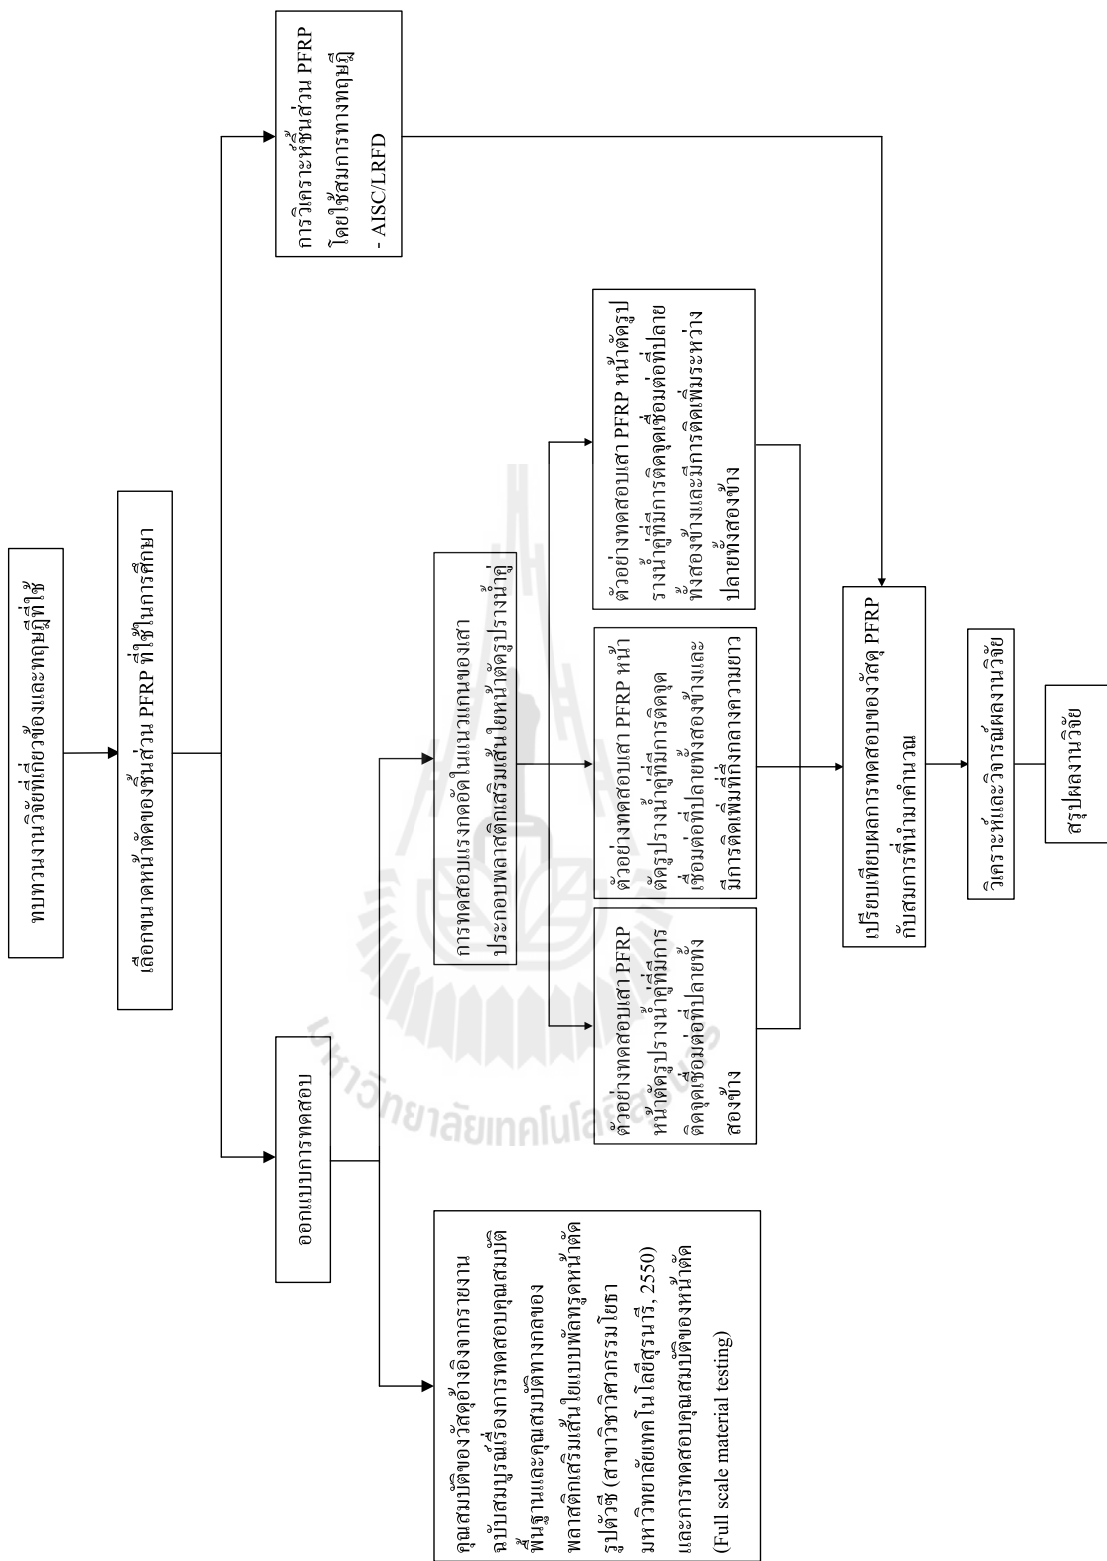 ทบทวนงานวิจัยที่เกี่ยวข้องและทฤษฎีที่ใช้
เลือกขนาดหน้าตัดของชิ้นส่วน PFRP ที่ใช้ในการศึกษา
ออกแบบการทดสอบ
การวิเคราะห์ชิ้นส่วน PFRP
โดยใช้สมการทางทฤษฎี
- AISC/LRFD
คุณสมบัติของวัสดุอ้างอิงจากรายงาน
ฉบับสมบูรณ์เรื่องการทดสอบคุณสมบัติ
พื้นฐานและคุณสมบัติทางกลของ
พลาสติกเสริมเส้นใยแบบพัลทรูดหน้าตัด
รูปตัวซี (สาขาวิชาวิศวกรรมโยธา
มหาวิทยาลัยเทคโนโลยีสุรนารี, 2550)
และการทดสอบคุณสมบัติของหน้าตัด
(Full scale material testing)
การทดสอบแรงกดอัดในแนวแกนของเสา
ประกอบพลาสติกเสริมเส้นใยหน้าตัดรูปรางน้ำคู่
ตัวอย่างทดสอบเสา PFRP
หน้าตัดรูปรางน้ำคู่ที่มีการ
ติดจุดเชื่อมต่อที่ปลายทั้ง
สองข้าง
ตัวอย่างทดสอบเสา PFRP หน้า
ตัดรูปรางน้ำคู่ที่มีการติดจุด
เชื่อมต่อที่ปลายทั้งสองข้างและ
มีการติดเพิ่มที่กึ่งกลางความยาว
ตัวอย่างทดสอบเสา PFRP หน้าตัดรูป
รางน้ำคู่ที่มีการติดจุดเชื่อมต่อที่ปลาย
ทั้งสองข้างและมีการติดเพิ่มระหว่าง
ปลายทั้งสองข้าง
เปรียบเทียบผลการทดสอบของวัสดุ PFRP
กับสมการที่นำมาคำนวณ
วิเคราะห์และวิจารณ์ผลงานวิจัย
สรุปผลงานวิจัย
มหาวิทยาลัยเทคโนโลยีสุรนารี